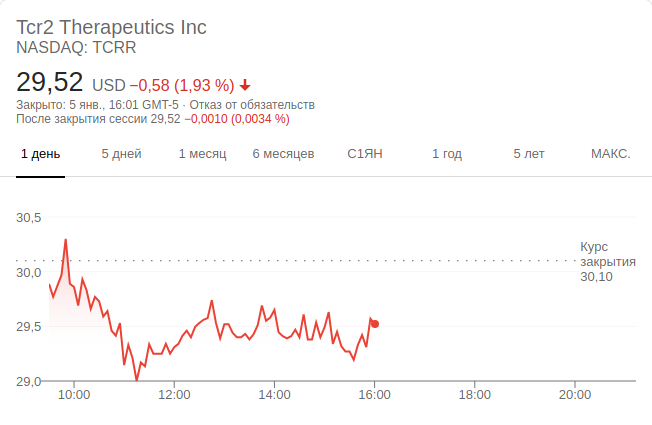 Tcr2 Therapeutics Inc
NASDAQ: TCRR
29,52 USD −0,58 (1,93 %)
Закрыто: 5 янв., 16:01 GMT-5 · Отказ от обязательств
После закрытия сессии 29,52 −0,0010 (0,0034 %)
1 день 5 дней 1 месяц 6 месяцев С1ЯН 1 год 5 лет МАКС.
30,5
Курс
закрытия
30,10
30,0
29,5
29,0
10:00 12:00 14:00 16:00 18:00 20:00